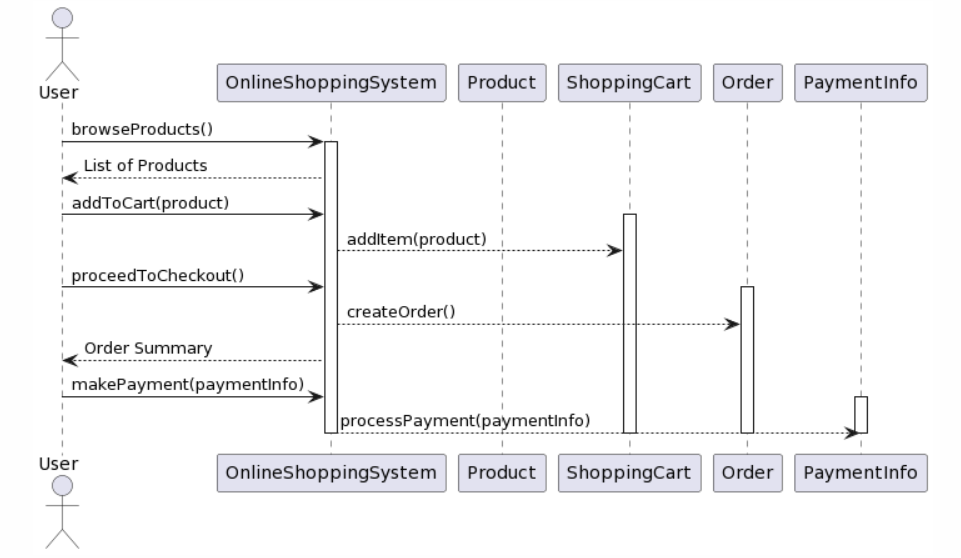 User
OnlineShoppingSystem
Product
ShoppingCart
Order
PaymentInfo
browseProducts()
List of Products
addToCart(product)
addItem(product)
proceedToCheckout()
createOrder()
Order Summary
makePayment(paymentInfo)
processPayment(paymentInfo)
User
OnlineShoppingSystem
Product
ShoppingCart
Order
PaymentInfo